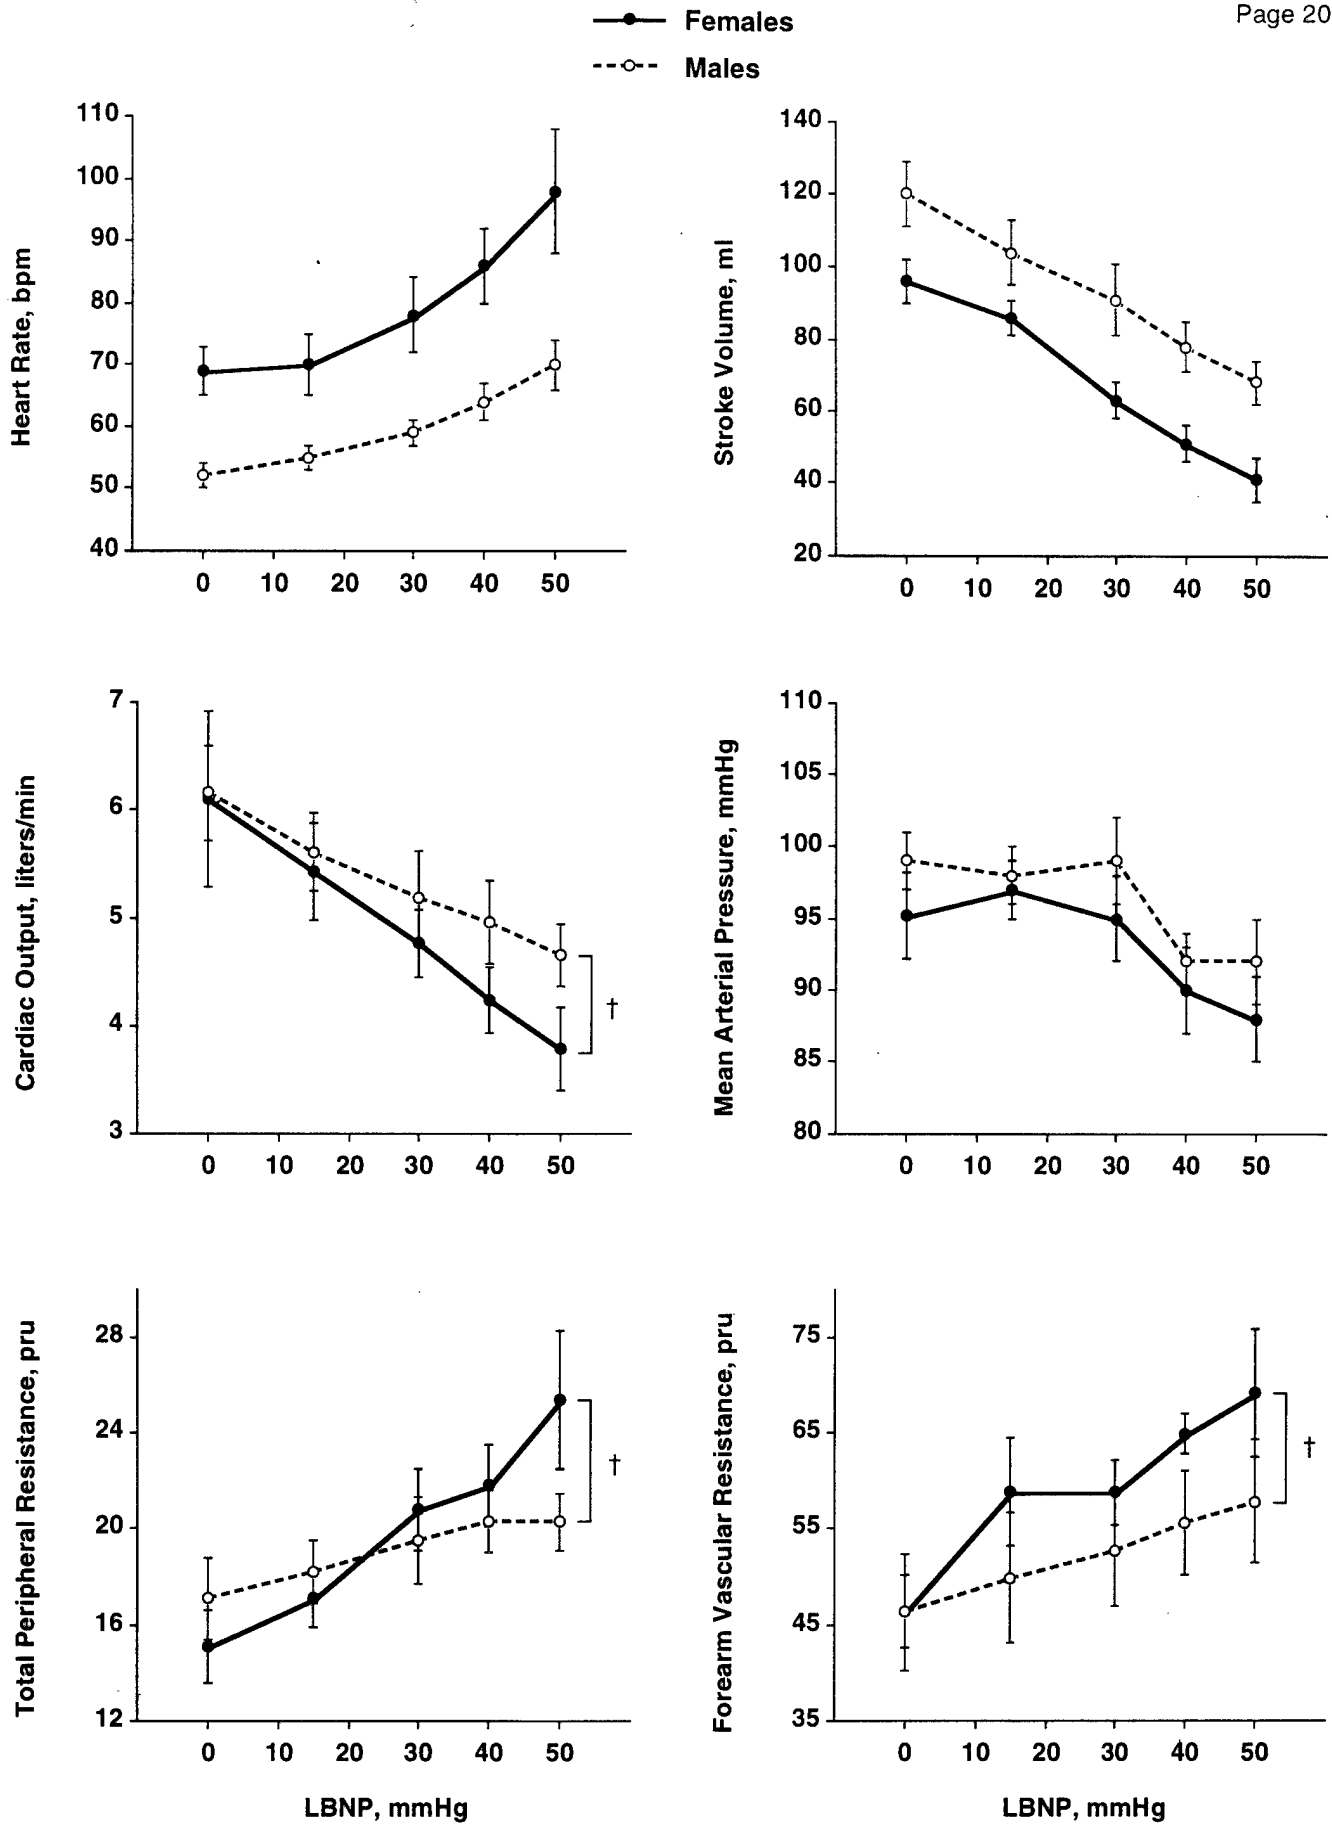 Females
Page 20
Males
110
100
90
80
70
60
50
40
Heart Rate, bpm
0 10 20 30 40 50
140
120
100
80
60
40
20
Stroke Volume, ml
0 10 20 30 40 50
7
6
5
4
3
Cardiac Output, liters/min
†
0 10 20 30 40 50
110
105
100
95
90
85
80
Mean Arterial Pressure, mmHg
0 10 20 30 40 50
28
24
20
16
12
Total Peripheral Resistance, pru
†
0 10 20 30 40 50
LBNP, mmHg
75
65
55
45
35
Forearm Vascular Resistance, pru
†
0 10 20 30 40 50
LBNP, mmHg